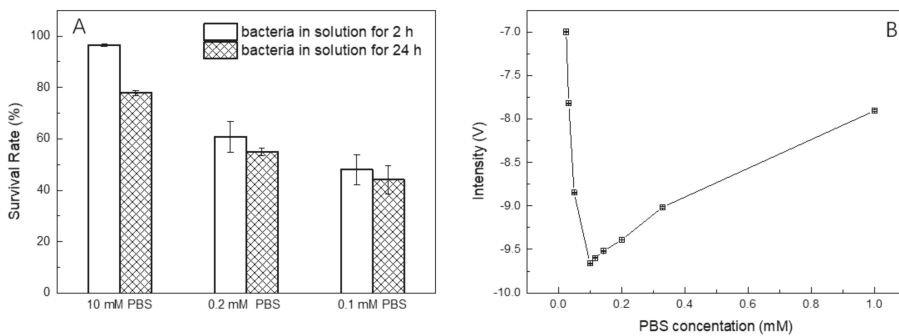 A
bacteria in solution for 2 h
bacteria in solution for 24 h
100
80
60
40
20
0
Survival Rate (%)
10 mM PBS
0.2 mM PBS
0.1 mM PBS
B
-7.0
-7.5
-8.0
-8.5
-9.0
-9.5
-10.0
Intensity (V)
0.0
0.2
0.4
0.6
0.8
1.0
PBS concentration (mM)